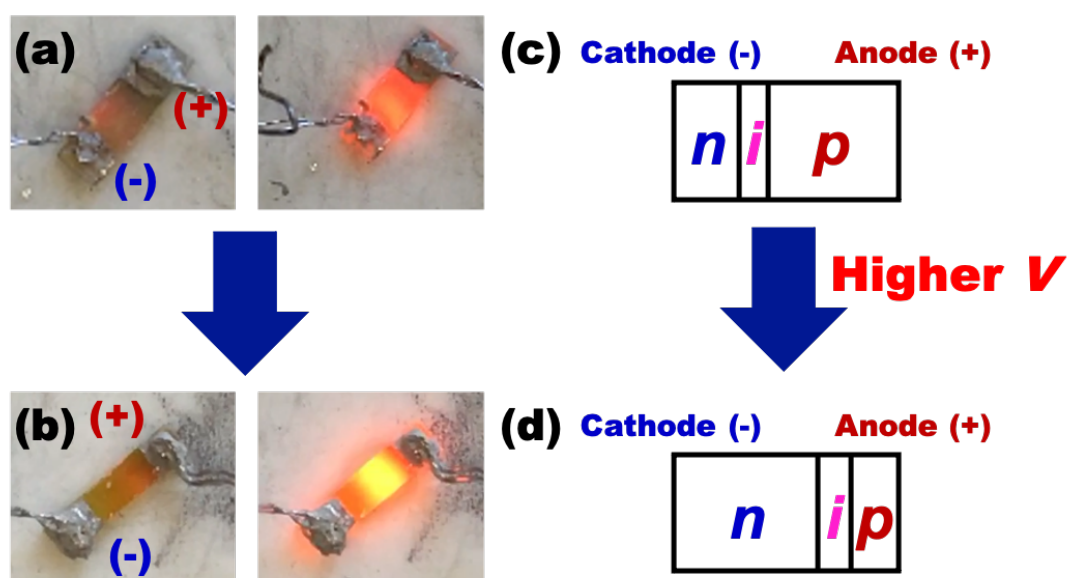 (a)
(+)
(-)
(c)
Cathode (-) Anode (+)
n i p
Higher V
(b)
(+)
(-)
(d)
Cathode (-) Anode (+)
n i p